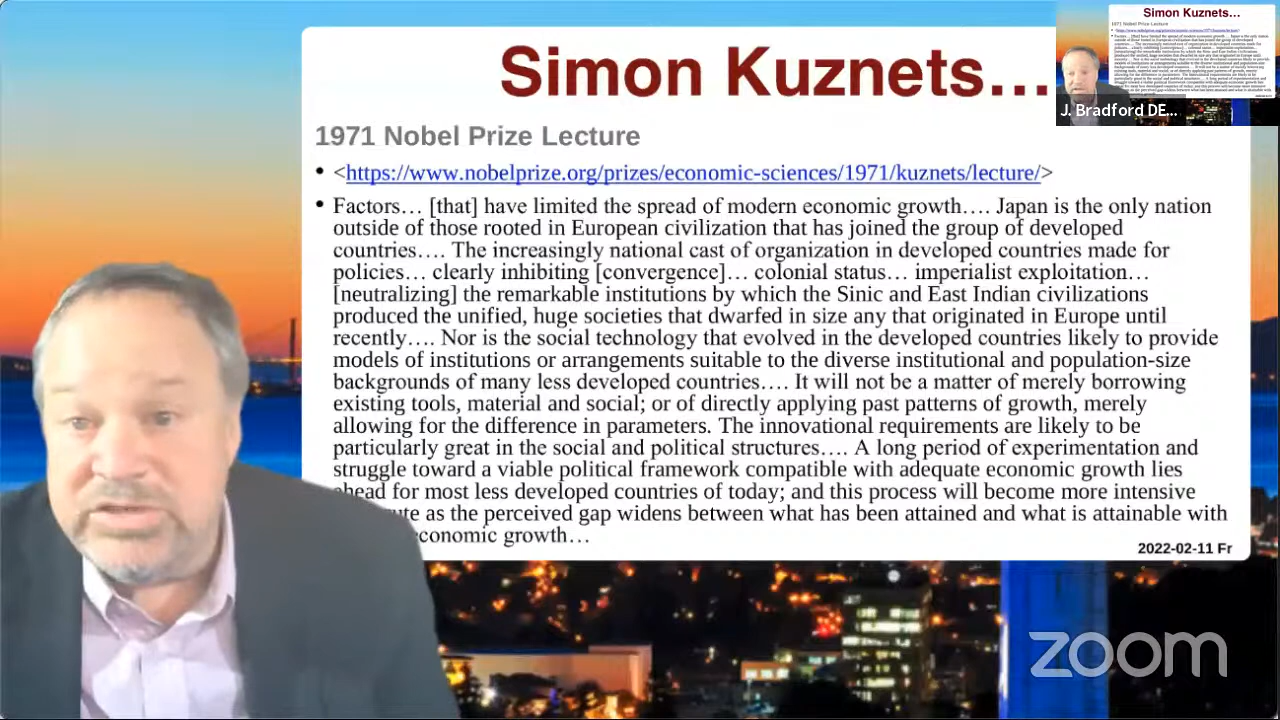 Simon Kuznets…
Simon Kuznets…
J. Bradford DE...
1971 Nobel Prize Lecture
• <https://www.nobelprize.org/prizes/economic-sciences/1971/kuznets/lecture/>
• Factors… [that] have limited the spread of modern economic growth…. Japan is the only nation
outside of those rooted in European civilization that has joined the group of developed
countries…. The increasingly national cast of organization in developed countries made for
policies… clearly inhibiting [convergence]… colonial status… imperialist exploitation…
[neutralizing] the remarkable institutions by which the Sinic and East Indian civilizations
produced the unified, huge societies that dwarfed in size any that originated in Europe until
recently…. Nor is the social technology that evolved in the developed countries likely to provide
models of institutions or arrangements suitable to the diverse institutional and population-size
backgrounds of many less developed countries…. It will not be a matter of merely borrowing
existing tools, material and social; or of directly applying past patterns of growth, merely
allowing for the difference in parameters. The innovational requirements are likely to be
particularly great in the social and political structures…. A long period of experimentation and
struggle toward a viable political framework compatible with adequate economic growth lies
ahead for most less developed countries of today; and this process will become more intensive
as the perceived gap widens between what has been attained and what is attainable with
economic growth…
2022-02-11 Fr
zoom